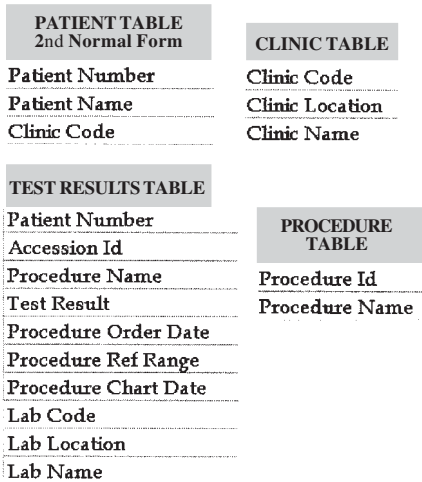 PATIENT TABLE
2nd Normal Form
Patient Number
Patient Name
Clinic Code
CLINIC TABLE
Clinic Code
Clinic Location
Clinic Name
TEST RESULTS TABLE
Patient Number
Accession Id
Procedure Name
Test Result
Procedure Order Date
Procedure Ref Range
Procedure Chart Date
Lab Code
Lab Location
Lab Name
PROCEDURE
TABLE
Procedure Id
Procedure Name